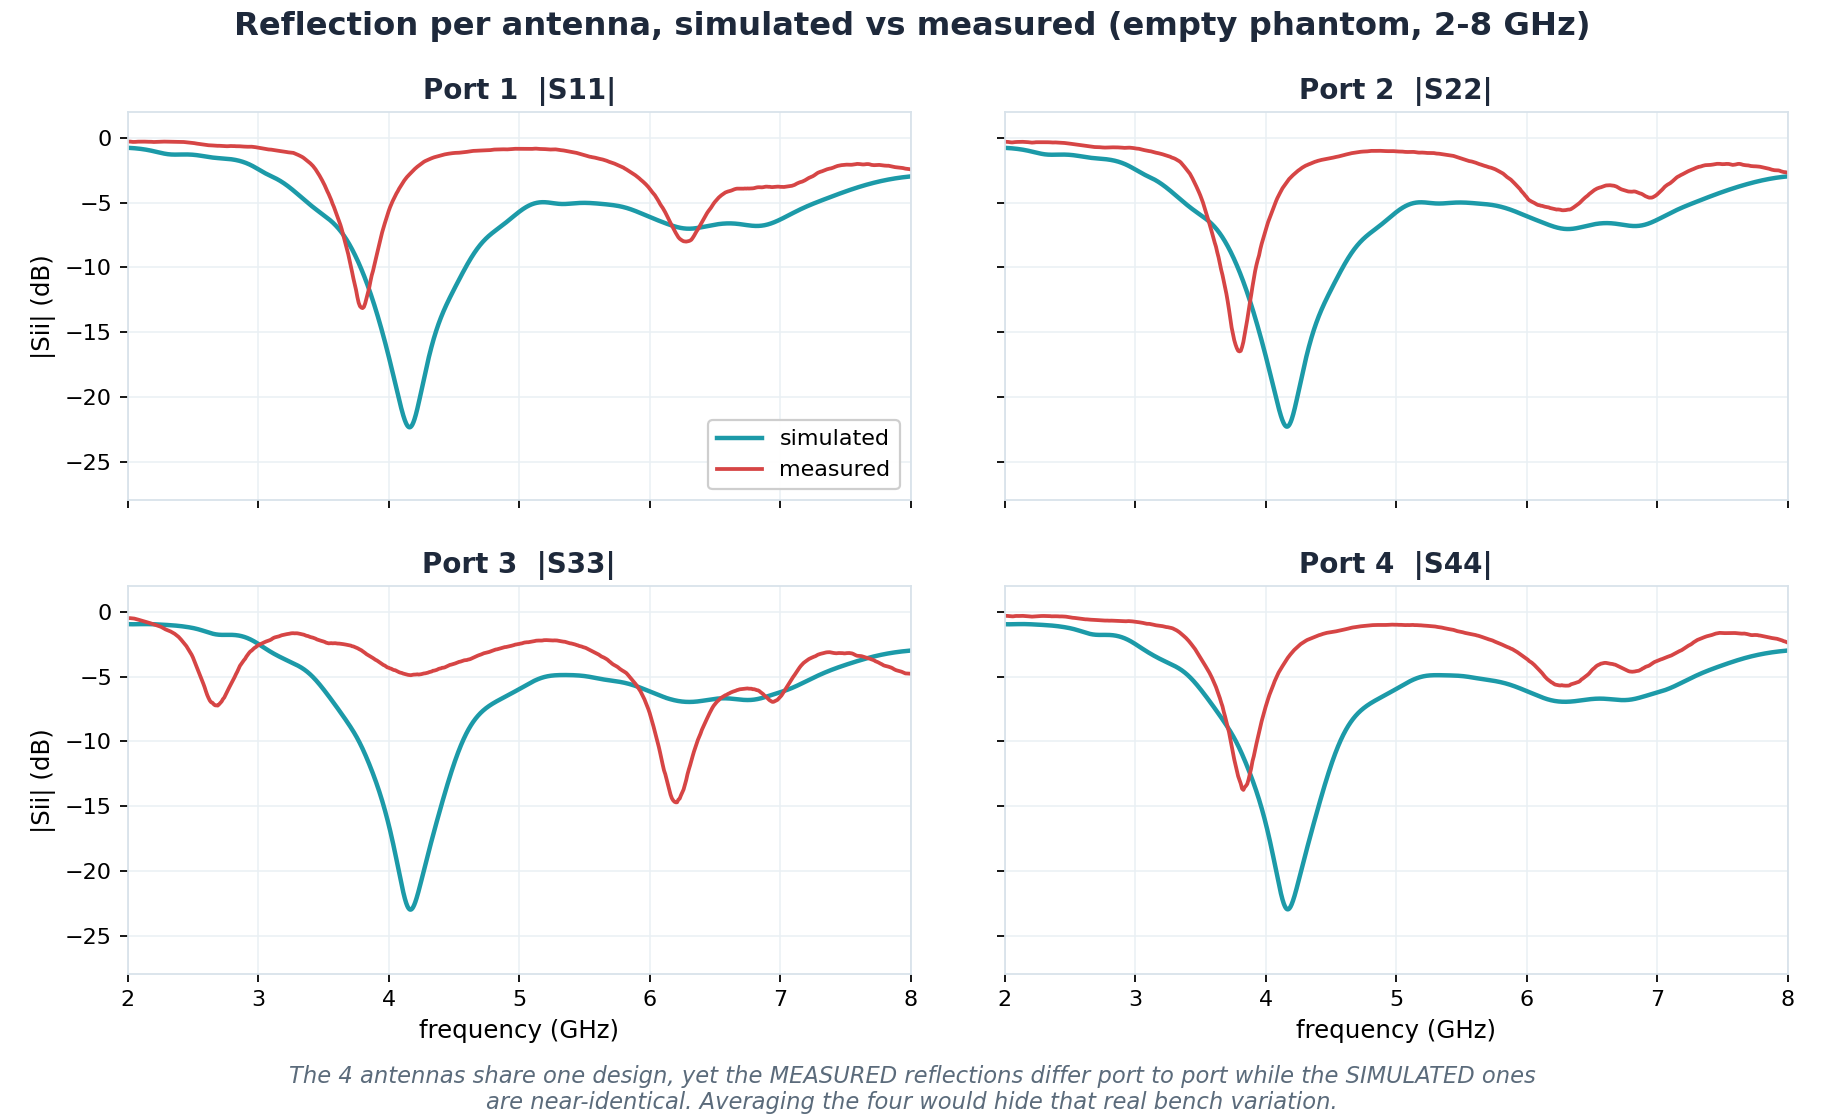 Reflection per antenna, simulated vs measured (empty phantom, 2-8 GHz)
Port 1 |S11|
Port 2 |S22|
0
−5
−10
−15
−20
−25
|Sii| (dB)
simulated
measured
Port 3 |S33|
Port 4 |S44|
0
−5
−10
−15
−20
−25
|Sii| (dB)
2 3 4 5 6 7 8
2 3 4 5 6 7 8
frequency (GHz)
frequency (GHz)
The 4 antennas share one design, yet the MEASURED reflections differ port to port while the SIMULATED ones
are near-identical. Averaging the four would hide that real bench variation.